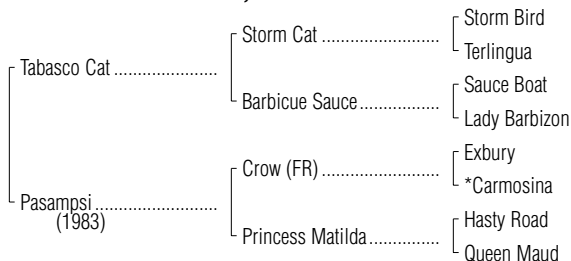 Storm Bird
Storm Cat ........................
Terlingua
Tabasco Cat .....................
Sauce Boat
Barbicue Sauce................
Lady Barbizon
Exbury
Crow (FR) ........................
*Carmosina
Pasampsi.........................
(1983)
Hasty Road
Princess Matilda..............
Queen Maud